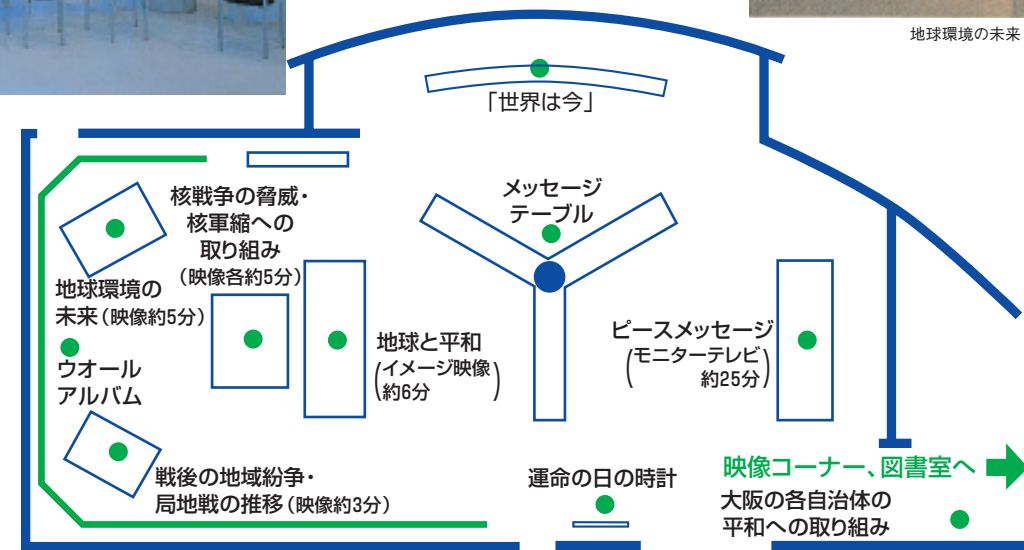 地球環境の未来
「世界は今」
核戦争の脅威・
核軍縮への
取り組み
(映像各約5分)
メッセージ
テーブル
地球環境の
未来(映像約5分)
ウオール
アルバム
地球と平和
(イメージ映像
約6分)
ピースメッセージ
(モニターテレビ
約25分)
戦後の地域紛争・
局地戦の推移(映像約3分)
運命の日の時計
映像コーナー、図書室へ
大阪の各自治体の
平和への取り組み